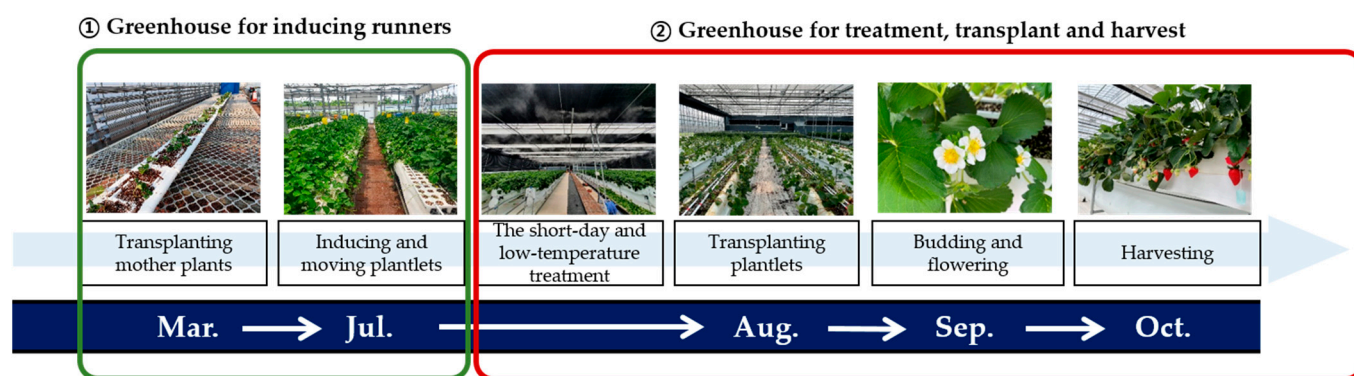 ① Greenhouse for inducing runners
② Greenhouse for treatment, transplant and harvest
Transplanting
mother plants
Inducing and
moving plantlets
The short-day and
low-temperature
treatment
Transplanting
plantlets
Budding and
flowering
Harvesting
Mar.
Jul.
Aug.
Sep.
Oct.